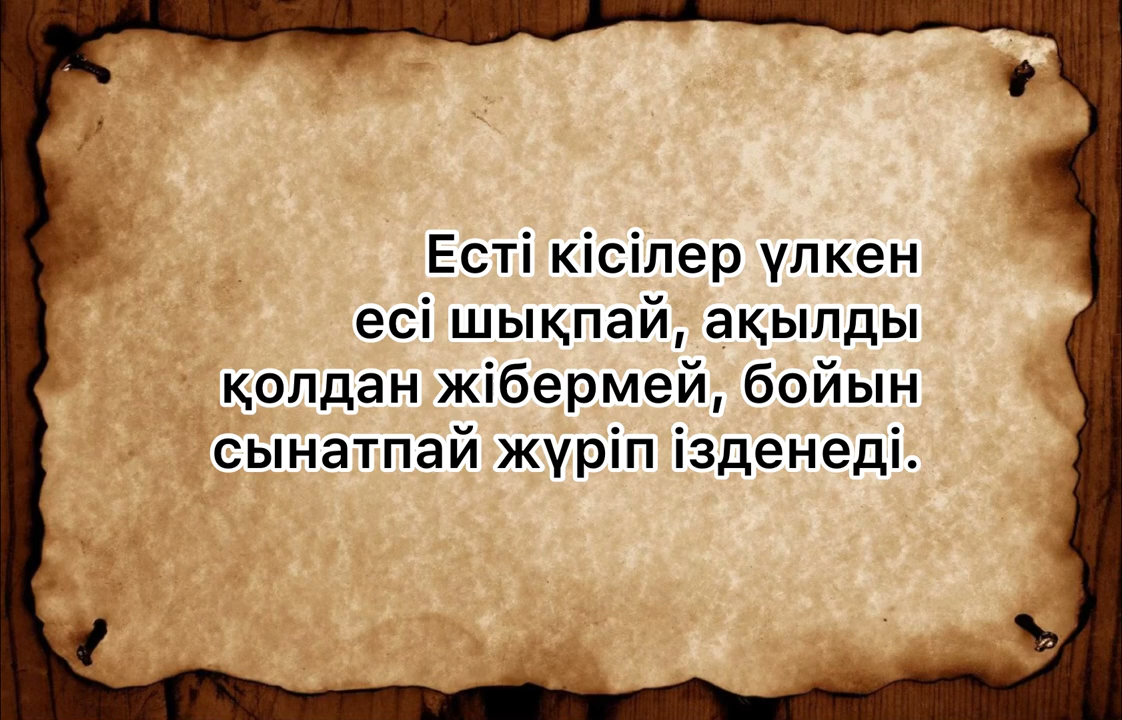 Есті кісілер үлкен
есі шықпай, ақылды
қолдан жібермей, бойын
сынатпай жүріп ізденеді.